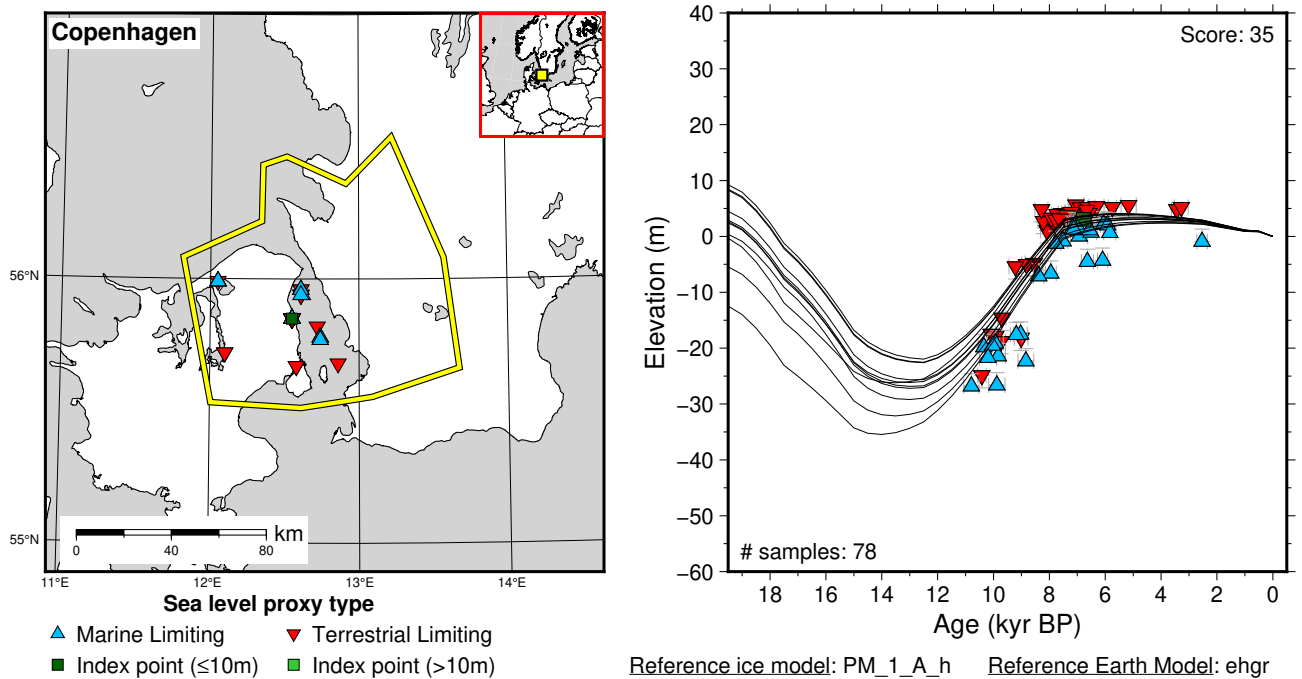 Copenhagen
56°N
55°N
11°E
12°E
13°E
14°E
km
0
40
80
Sea level proxy type
Marine Limiting
Terrestrial Limiting
Index point (≤10m)
Index point (>10m)
Score: 35
40
30
20
10
0
−10
−20
−30
−40
−50
−60
Elevation (m)
# samples: 78
18 16 14 12 10 8 6 4 2 0
Age (kyr BP)
Reference ice model: PM_1_A_h Reference Earth Model: ehgr